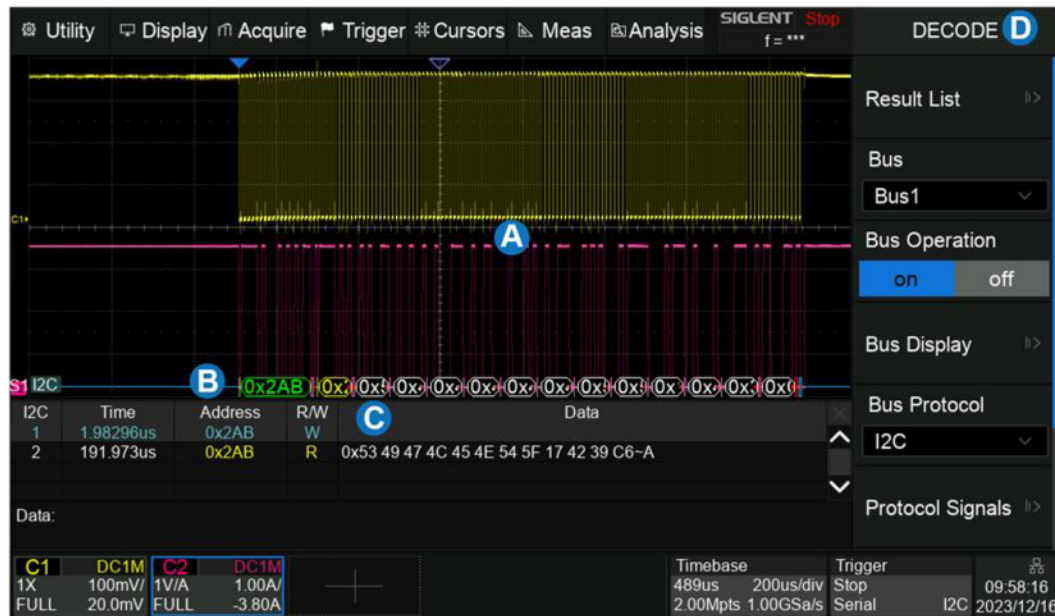 Utility Display Acquire Trigger Cursors Meas Analysis SIGLENT Stop
f = ***
DECODE D
Result List
Bus
Bus1
Bus Operation
on off
Bus Display
Bus Protocol
I2C
Protocol Signals
C1
A
B
C
S1 I2C
0x2AB
I2C Time Address R/W Data
1 1.98296us 0x2AB W
2 191.973us 0x2AB R 0x53 49 47 4C 45 4E 54 5F 17 42 39 C6~A
Data:
C1 DC1M
1X 100mV/
FULL 20.0mV
C2 DC1M
1V/A 1.00A/
FULL -3.80A
Timebase
489us 200us/div
2.00Mpts 1.00GSa/s
Trigger
Stop
Serial I2C
09:58:16
2023/12/16